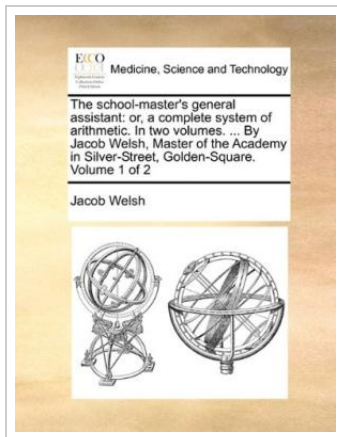 ECCO
Medicine, Science and Technology
The school-master's general
assistant: or, a complete system of
arithmetic. In two volumes. ... By
Jacob Welsh, Master of the Academy
in Silver-Street, Golden-Square.
Volume 1 of 2
Jacob Welsh